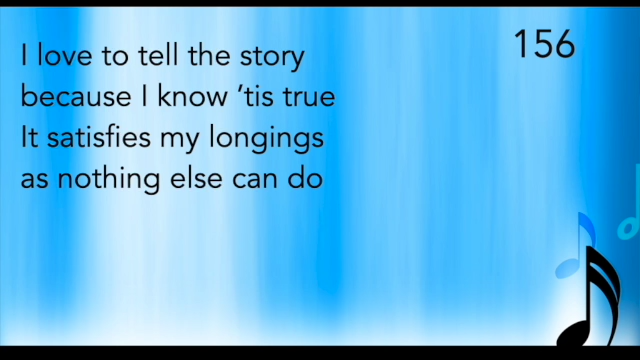 I love to tell the story
because I know ’tis true
It satisfies my longings
as nothing else can do
156